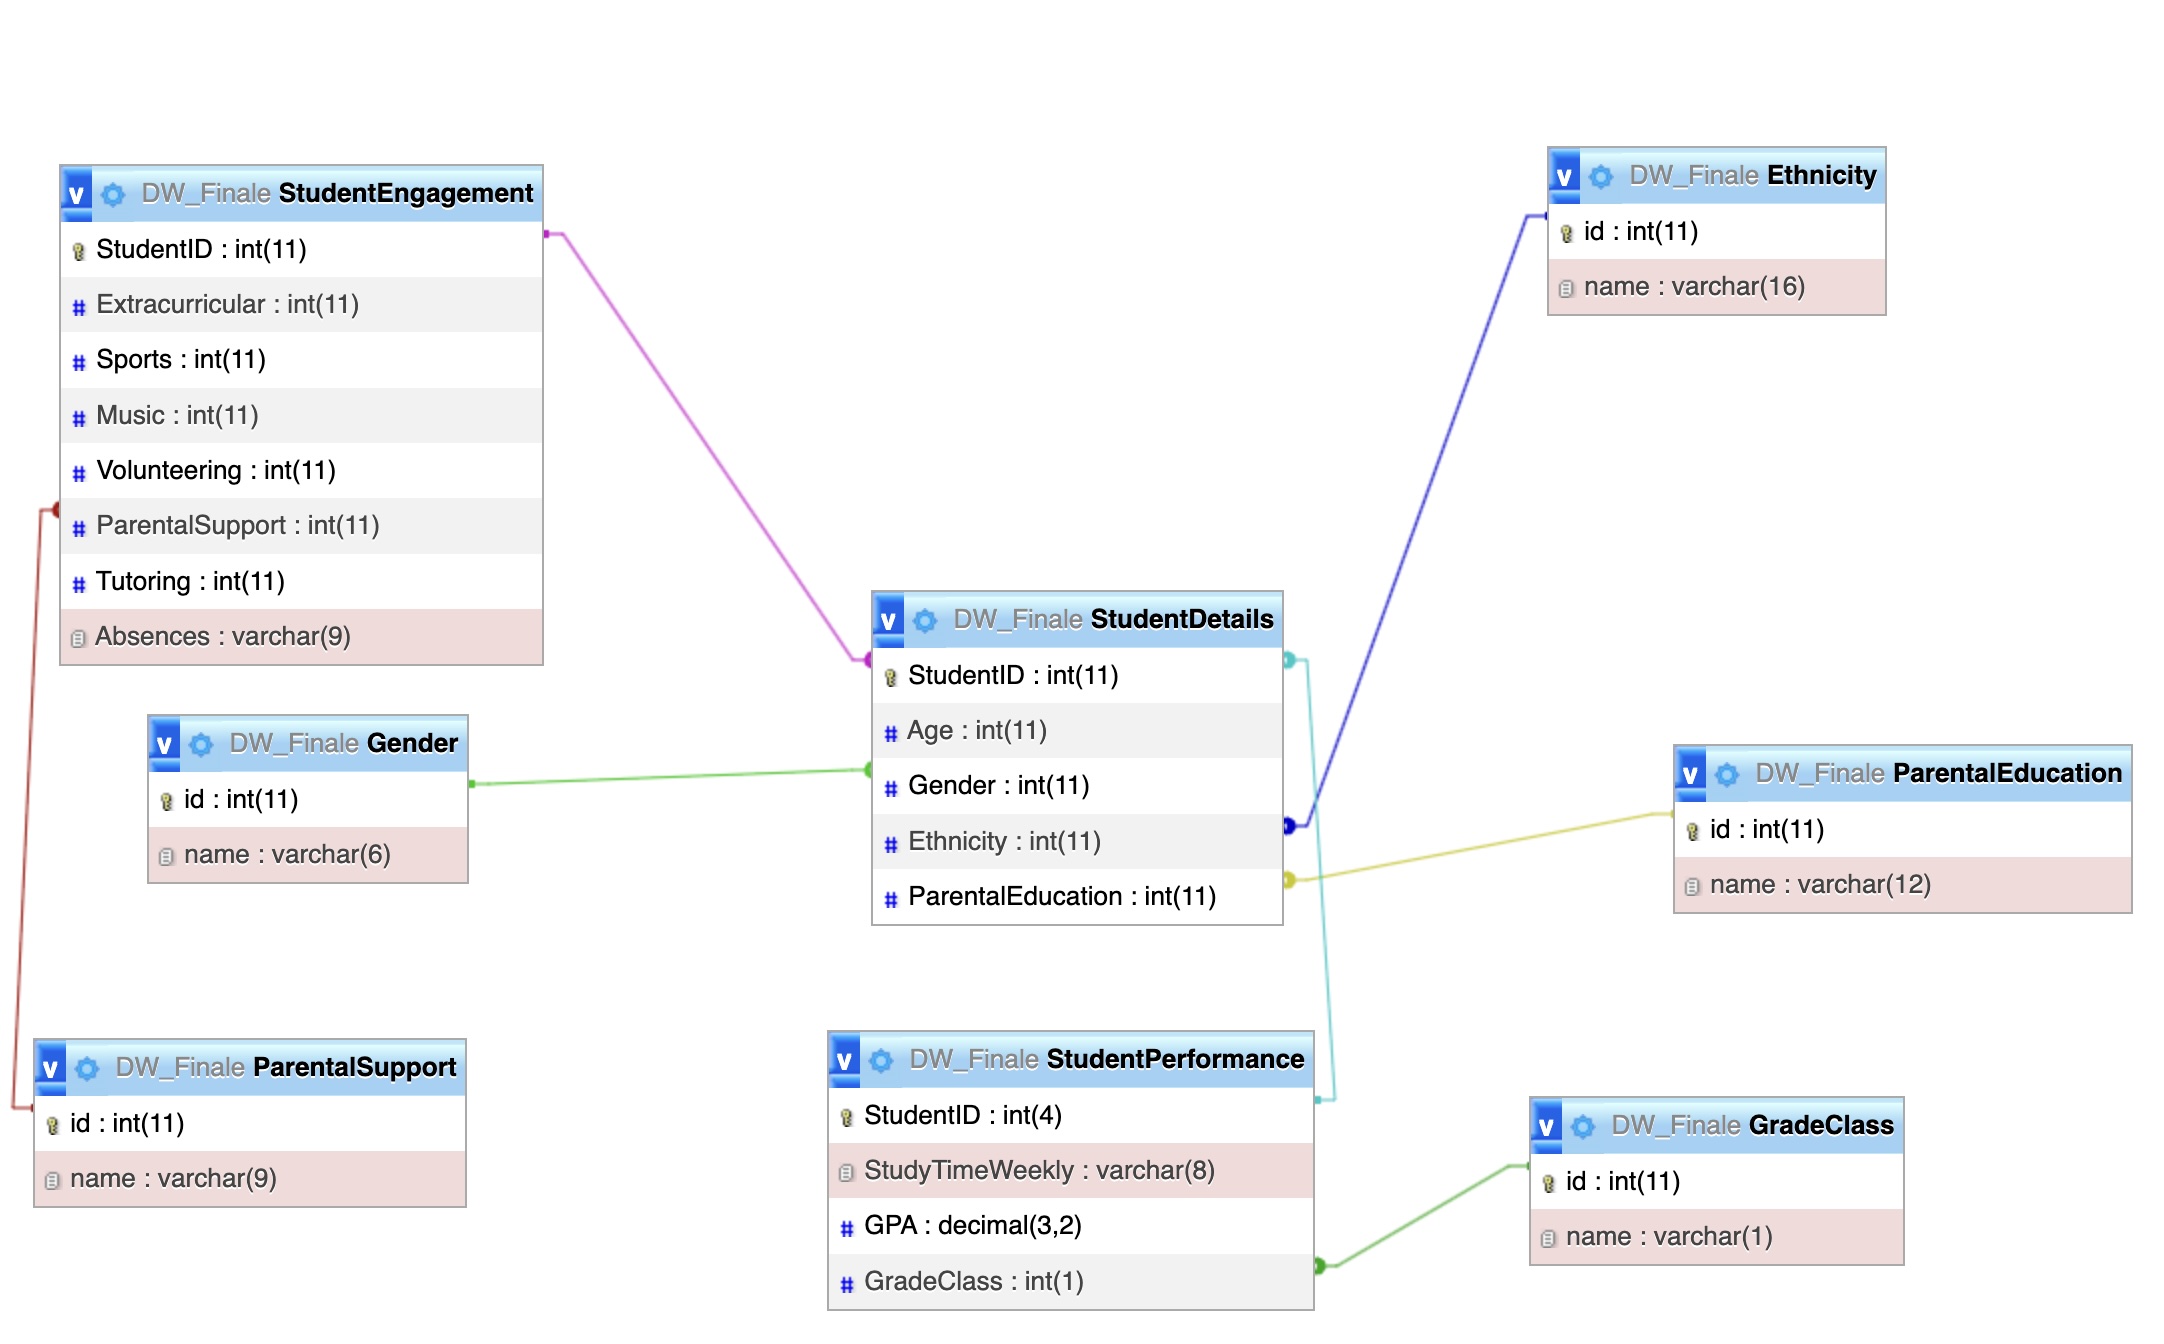 v DW_Finale StudentEngagement
StudentID : int(11)
# Extracurricular : int(11)
# Sports : int(11)
# Music : int(11)
# Volunteering : int(11)
# ParentalSupport : int(11)
# Tutoring : int(11)
Absences : varchar(9)
v DW_Finale Ethnicity
id : int(11)
name : varchar(16)
v DW_Finale StudentDetails
StudentID : int(11)
# Age : int(11)
# Gender : int(11)
# Ethnicity : int(11)
# ParentalEducation : int(11)
v DW_Finale Gender
id : int(11)
name : varchar(6)
v DW_Finale ParentalEducation
id : int(11)
name : varchar(12)
v DW_Finale ParentalSupport
id : int(11)
name : varchar(9)
v DW_Finale StudentPerformance
StudentID : int(4)
StudyTimeWeekly : varchar(8)
# GPA : decimal(3,2)
# GradeClass : int(1)
v DW_Finale GradeClass
id : int(11)
name : varchar(1)